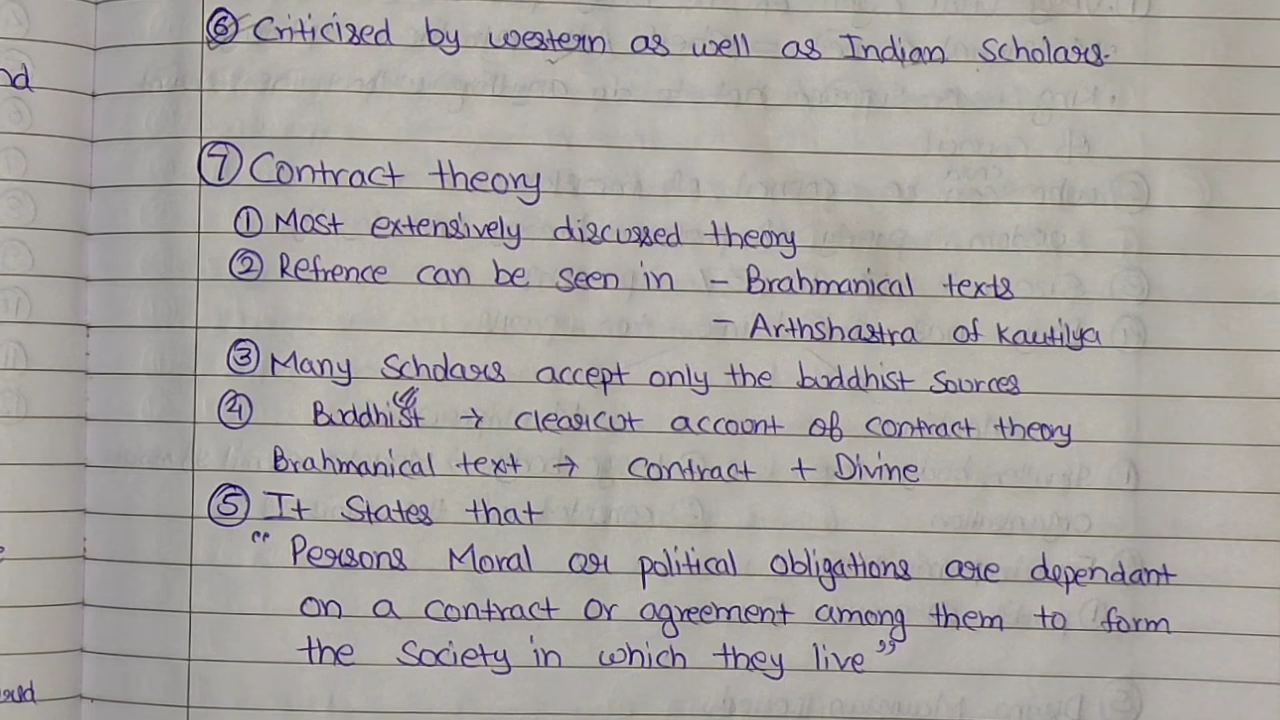 ⑥ Criticised by western as well as Indian Scholars.
nd
⑦ Contract theory
① Most extensively discussed theory
② Refrence can be seen in - Brahmanical texts
- Arthshastra of Kautilya
③ Many Scholars accept only the buddhist Sources
④ Buddhist → clearcut account of contract theory
Brahmanical text → contract + Divine
⑤ It States that
"Persons Moral or political obligations are dependant
on a contract or agreement among them to form
the Society in which they live"